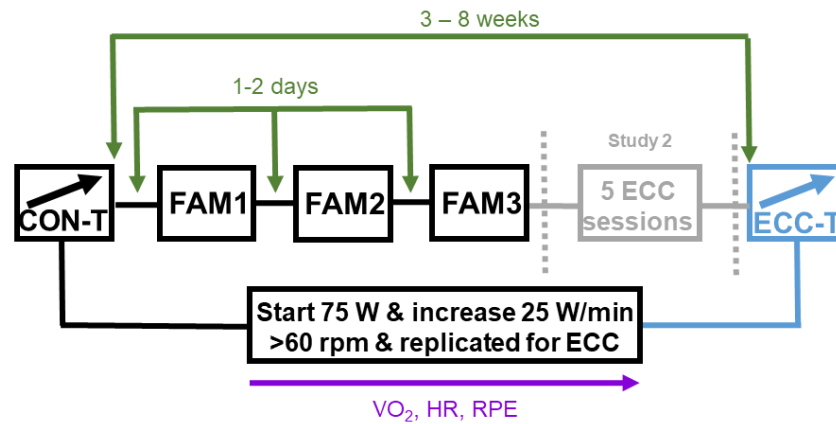 3 – 8 weeks
1-2 days
Study 2
CON-T
FAM1
FAM2
FAM3
5 ECC
sessions
ECC-T
Start 75 W & increase 25 W/min
>60 rpm & replicated for ECC
VO₂, HR, RPE